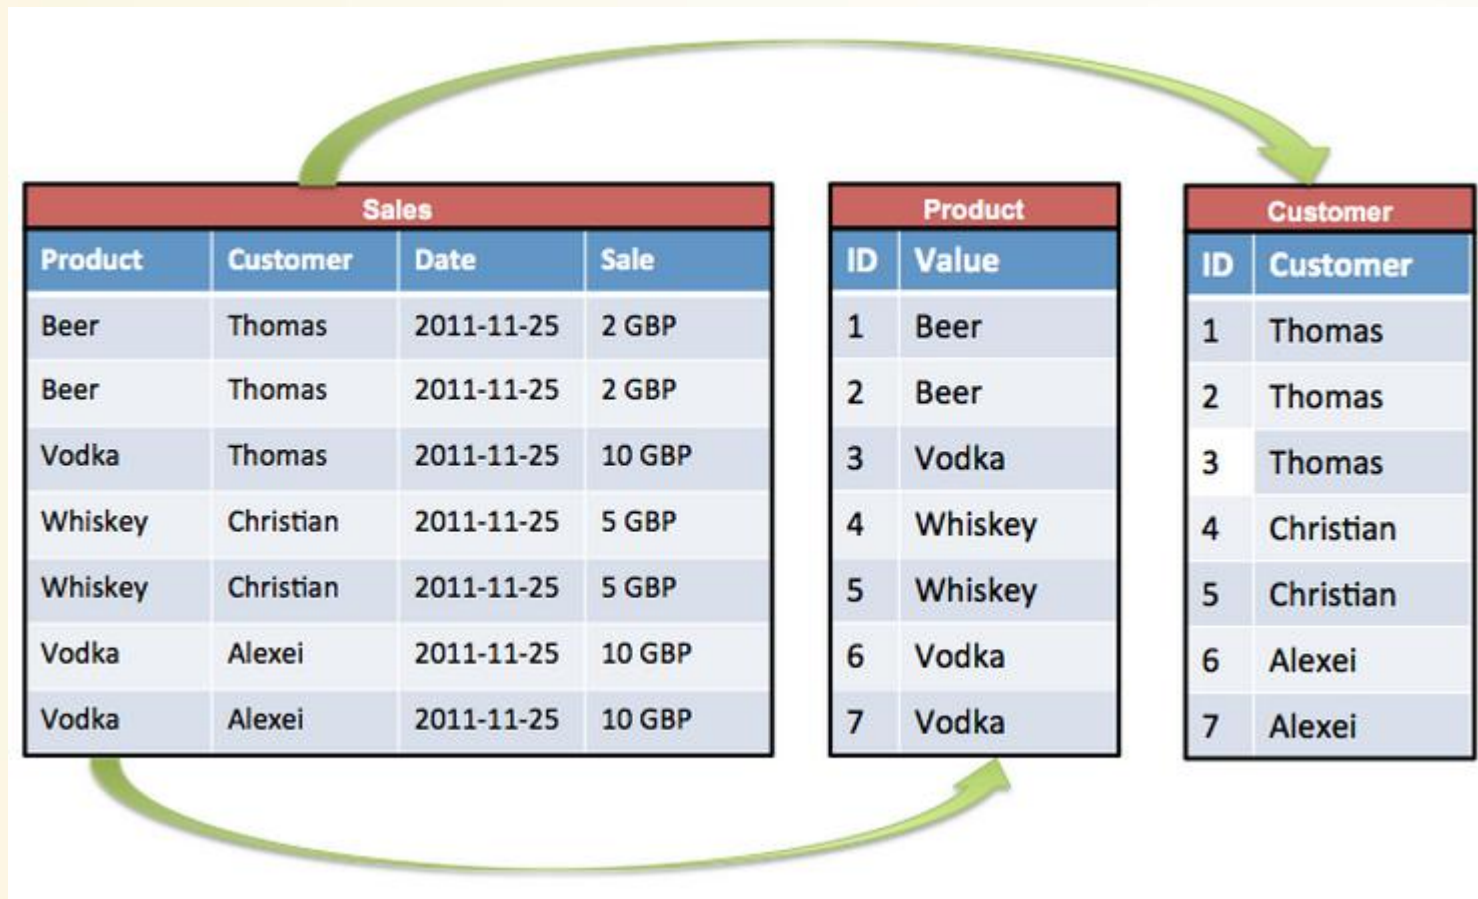 Sales
Product Customer Date Sale
Beer Thomas 2011-11-25 2 GBP
Beer Thomas 2011-11-25 2 GBP
Vodka Thomas 2011-11-25 10 GBP
Whiskey Christian 2011-11-25 5 GBP
Whiskey Christian 2011-11-25 5 GBP
Vodka Alexei 2011-11-25 10 GBP
Vodka Alexei 2011-11-25 10 GBP
Product
ID Value
1 Beer
2 Beer
3 Vodka
4 Whiskey
5 Whiskey
6 Vodka
7 Vodka
Customer
ID Customer
1 Thomas
2 Thomas
3 Thomas
4 Christian
5 Christian
6 Alexei
7 Alexei